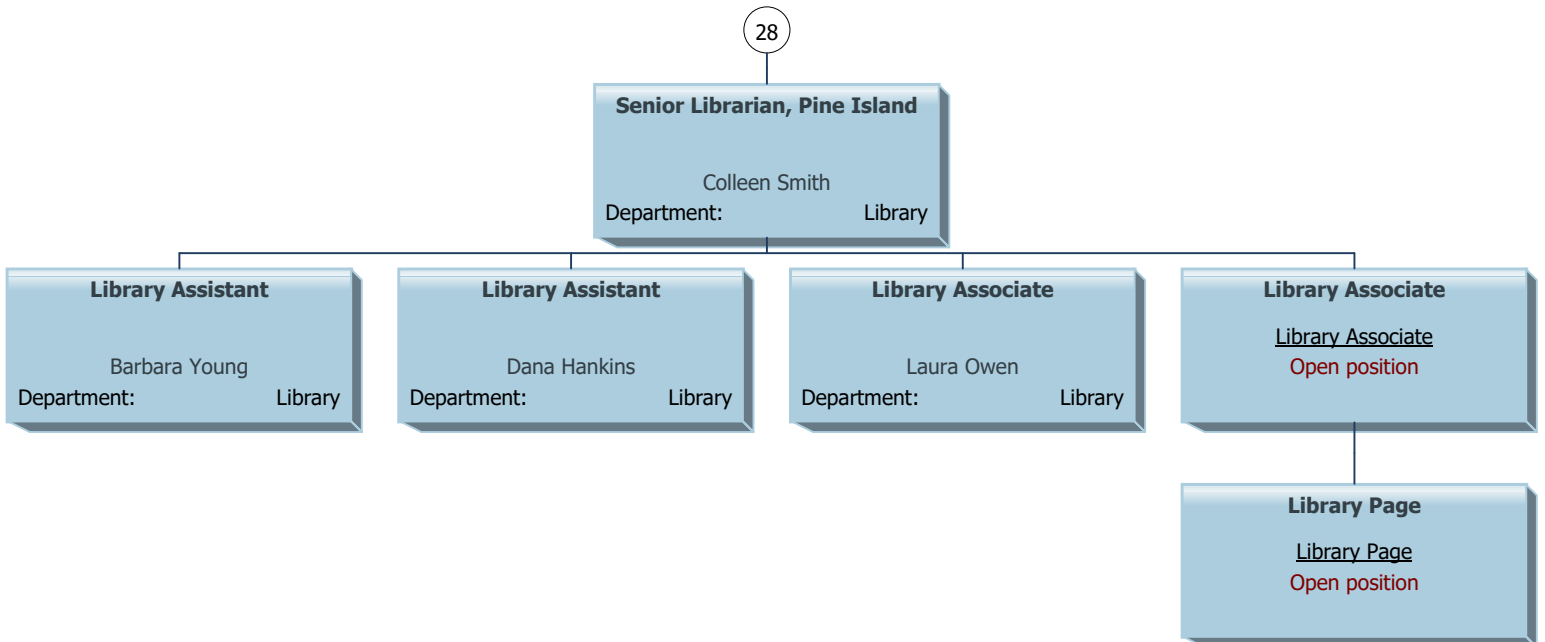 28
Senior Librarian, Pine Island
Colleen Smith
Department: Library
Library Assistant
Barbara Young
Department: Library
Library Assistant
Dana Hankins
Department: Library
Library Associate
Laura Owen
Department: Library
Library Associate
Library Associate
Open position
Library Page
Library Page
Open position